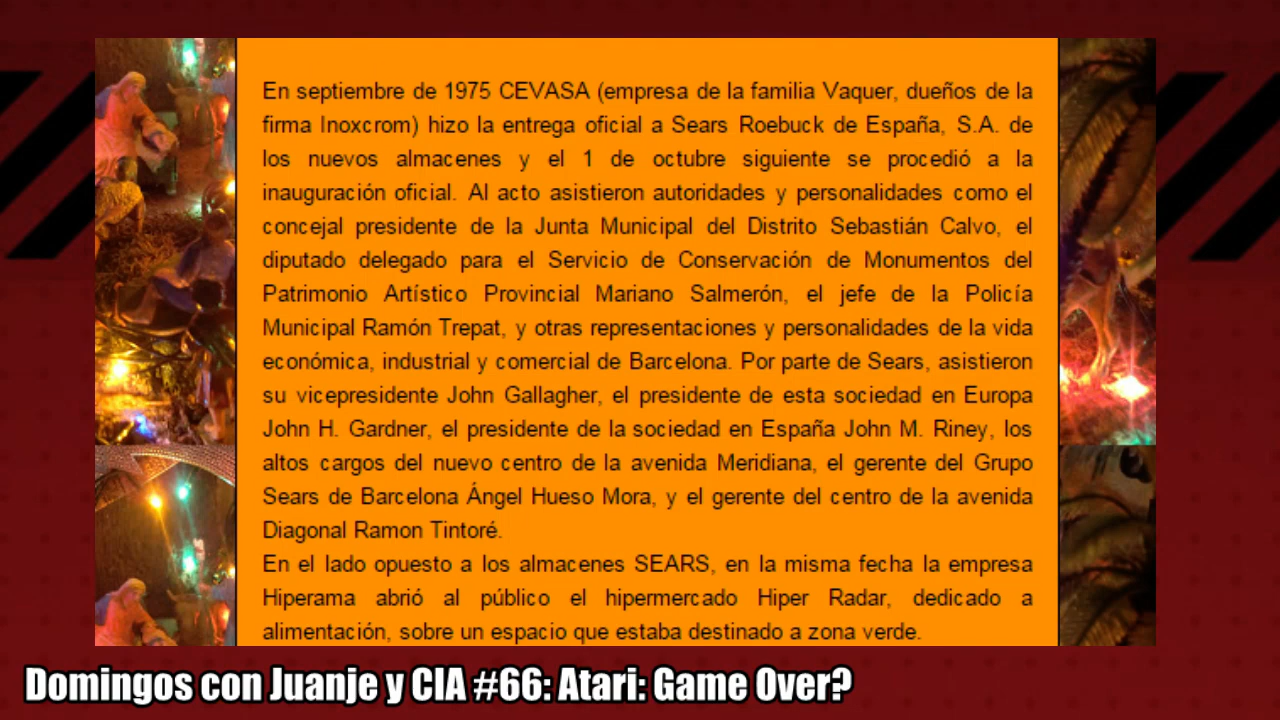 En septiembre de 1975 CEVASA (empresa de la familia Vaquer, dueños de la
firma Inoxcrom) hizo la entrega oficial a Sears Roebuck de España, S.A. de
los nuevos almacenes y el 1 de octubre siguiente se procedió a la
inauguración oficial. Al acto asistieron autoridades y personalidades como el
concejal presidente de la Junta Municipal del Distrito Sebastián Calvo, el
diputado delegado para el Servicio de Conservación de Monumentos del
Patrimonio Artístico Provincial Mariano Salmerón, el jefe de la Policía
Municipal Ramón Trepat, y otras representaciones y personalidades de la vida
económica, industrial y comercial de Barcelona. Por parte de Sears, asistieron
su vicepresidente John Gallagher, el presidente de esta sociedad en Europa
John H. Gardner, el presidente de la sociedad en España John M. Riney, los
altos cargos del nuevo centro de la avenida Meridiana, el gerente del Grupo
Sears de Barcelona Ángel Hueso Mora, y el gerente del centro de la avenida
Diagonal Ramon Tintoré.
En el lado opuesto a los almacenes SEARS, en la misma fecha la empresa
Hiperama abrió al público el hipermercado Hiper Radar, dedicado a
alimentación, sobre un espacio que estaba destinado a zona verde.
Domingos con Juanje y CIA #66: Atari: Game Over?